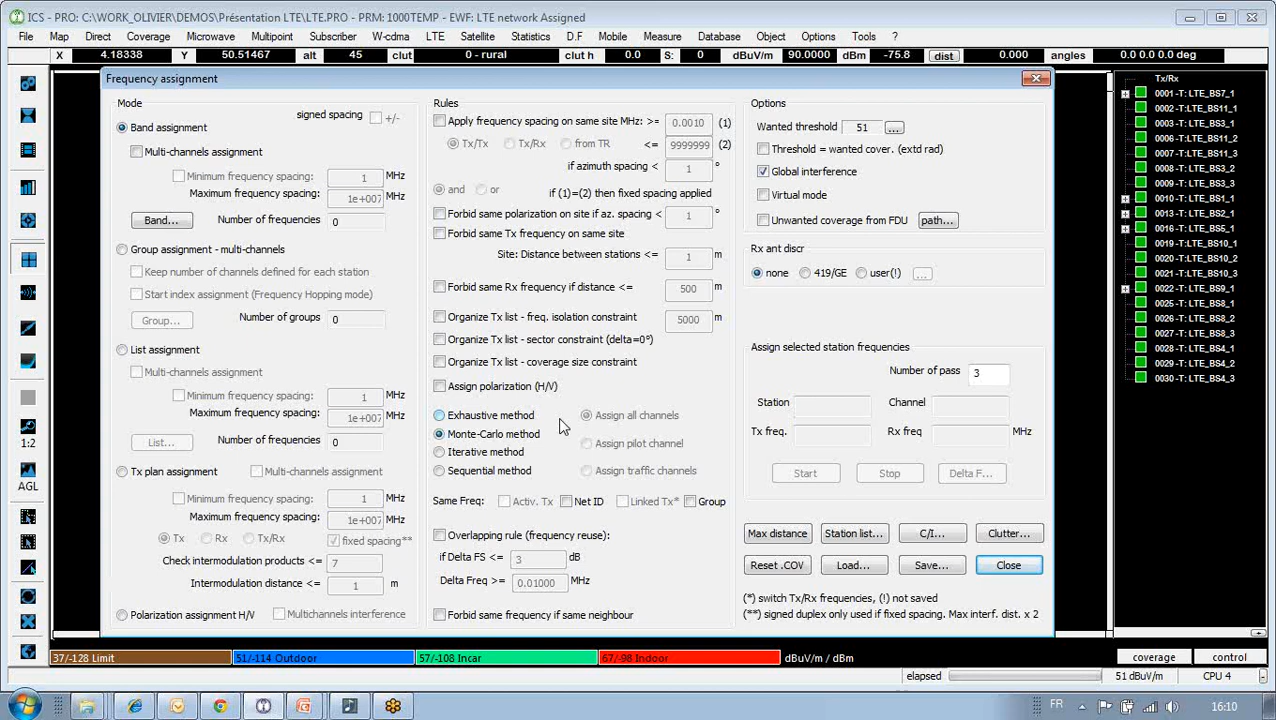 ICS - PRO: C:\WORK_OLIVIER\DEMOS\Présentation LTE\LTE.PRO - PRM: 1000TEMP - EWF: LTE network Assigned
File Map Direct Coverage Microwave Multipoint Subscriber W-cdma LTE Satellite Statistics D.F Mobile Measure Database Object Options Tools ?
X 4.18338 Y 50.51467 alt 45 clut 0 - rural clut h 0.0 S: 0 dBuV/m 90.0000 dBm -75.8 dist 0.000 angles 0.0 0.0 0.0 deg
Frequency assignment
Mode
signed spacing +/-
Band assignment
Multi-channels assignment
Minimum frequency spacing: 1 MHz
Maximum frequency spacing: 1e+007 MHz
Band... Number of frequencies 0
Group assignment - multi-channels
Keep number of channels defined for each station
Start index assignment (Frequency Hopping mode)
Group... Number of groups 0
List assignment
Multi-channels assignment
Minimum frequency spacing: 1 MHz
Maximum frequency spacing: 1e+007 MHz
List... Number of frequencies 0
Tx plan assignment Multi-channels assignment
Minimum frequency spacing: 1 MHz
Maximum frequency spacing: 1e+007 MHz
Tx Rx Tx/Rx fixed spacing**
Check intermodulation products <= 7
Intermodulation distance <= 1 m
Polarization assignment H/V Multichannels interference
Rules
Apply frequency spacing on same site MHz: >= 0.0010 (1)
Tx/Tx Tx/Rx from TR <= 9999999 (2)
if azimuth spacing < 1 °
and or if (1)=(2) then fixed spacing applied
Forbid same polarization on site if az. spacing < 1 °
Forbid same Tx frequency on same site
Site: Distance between stations <= 1 m
Forbid same Rx frequency if distance <= 500 m
Organize Tx list - freq. isolation constraint 5000 m
Organize Tx list - sector constraint (delta=0°)
Organize Tx list - coverage size constraint
Assign polarization (H/V)
Exhaustive method Assign all channels
Monte-Carlo method Assign pilot channel
Iterative method
Sequential method Assign traffic channels
Same Freq: Activ. Tx Net ID Linked Tx* Group
Overlapping rule (frequency reuse):
if Delta FS <= 3 dB
Delta Freq >= 0.01000 MHz
Forbid same frequency if same neighbour
Options
Wanted threshold 51 ...
Threshold = wanted cover. (extd rad)
Global interference
Virtual mode
Unwanted coverage from FDU path...
Rx ant discr
none 419/GE user(!) ...
Assign selected station frequencies
Number of pass 3
Station Channel
Tx freq. Rx freq MHz
Start Stop Delta F...
Max distance Station list... C/I... Clutter...
Reset .COV Load... Save... Close
(*) switch Tx/Rx frequencies, (!) not saved
(**) signed duplex only used if fixed spacing. Max interf. dist. x 2
Tx/Rx
0001 -T: LTE_BS7_1
0002 -T: LTE_BS11_1
0003 -T: LTE_BS3_1
0006 -T: LTE_BS11_2
0007 -T: LTE_BS11_3
0008 -T: LTE_BS3_2
0009 -T: LTE_BS3_3
0010 -T: LTE_BS1_1
0013 -T: LTE_BS2_1
0016 -T: LTE_BS5_1
0019 -T: LTE_BS10_1
0020 -T: LTE_BS10_2
0021 -T: LTE_BS10_3
0022 -T: LTE_BS9_1
0025 -T: LTE_BS8_1
0026 -T: LTE_BS8_2
0027 -T: LTE_BS8_3
0028 -T: LTE_BS4_1
0029 -T: LTE_BS4_2
0030 -T: LTE_BS4_3
1:2
AGL
37/-128 Limit 51/-114 Outdoor 57/-108 Incar 67/-98 Indoor dBuV/m / dBm coverage control
elapsed 51 dBuV/m CPU 4
FR 16:10